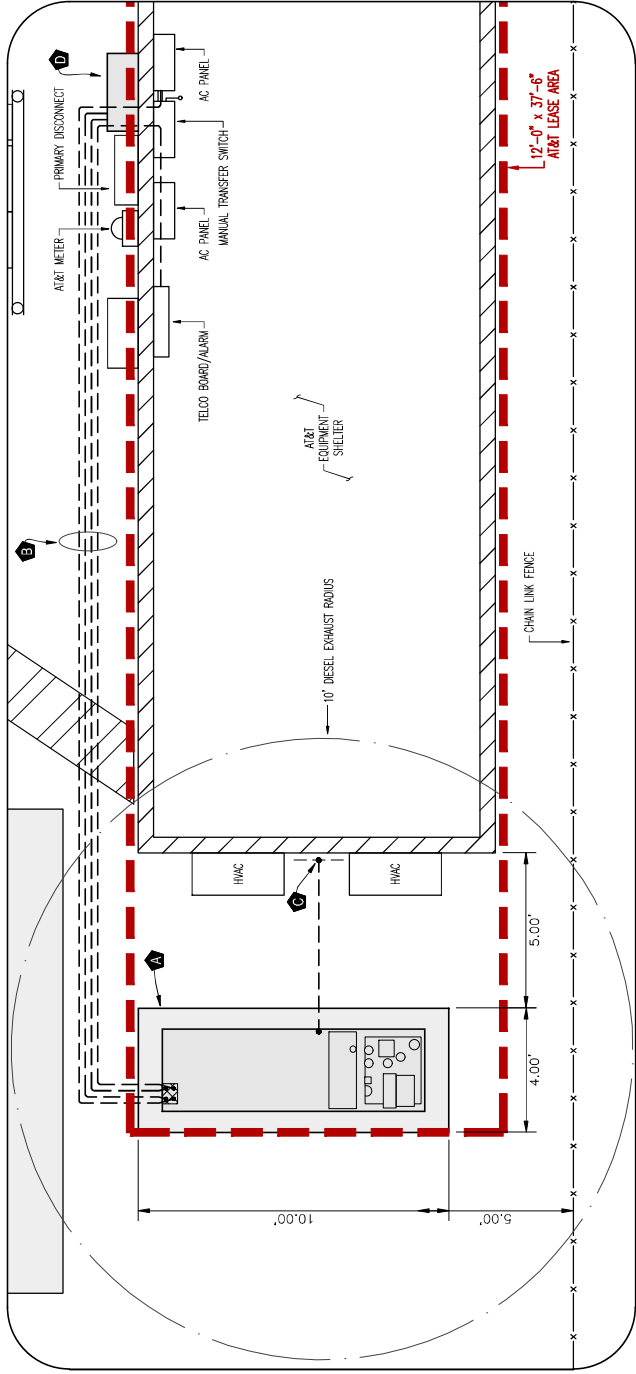 D
PRIMARY DISCONNECT
AT&T METER
AC PANEL
MANUAL TRANSFER SWITCH
AC PANEL
TELCO BOARD/ALARM
12'-0" x 37'-6"
AT&T LEASE AREA
B
AT&T
EQUIPMENT
SHELTER
10' DIESEL EXHAUST RADIUS
CHAIN LINK FENCE
HVAC
HVAC
C
A
5.00'
4.00'
10.00'
5.00'